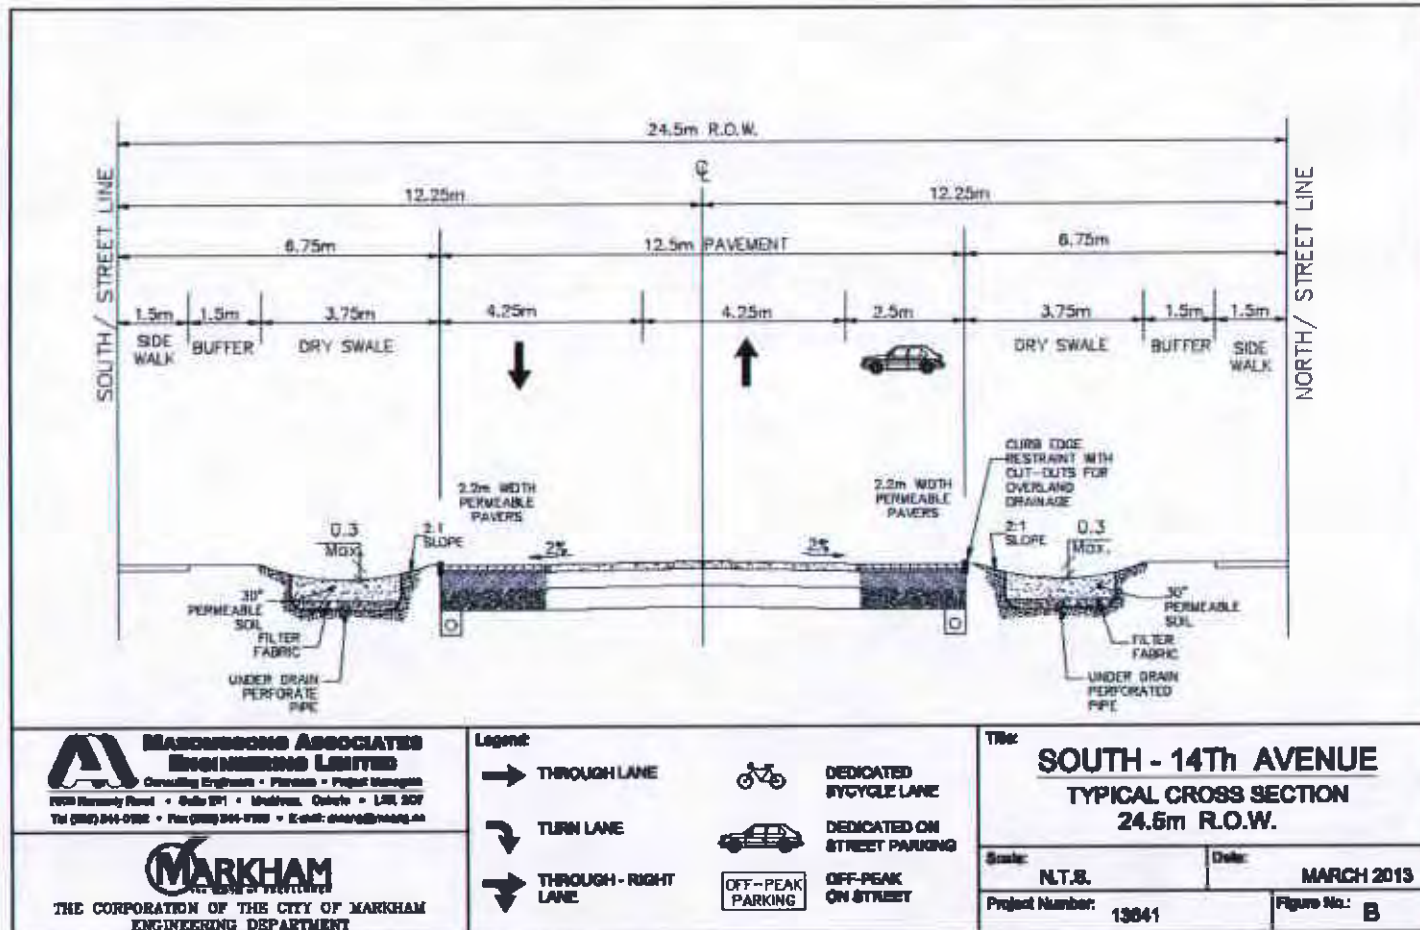 24.5m R.O.W.
℄
12.25m 12.25m
6.75m 12.5m PAVEMENT 6.75m
SOUTH/ STREET LINE
NORTH/ STREET LINE
1.5m 1.5m 3.75m 4.25m 4.25m 2.5m 3.75m 1.5m 1.5m
SIDE
WALK
BUFFER
DRY SWALE
DRY SWALE
BUFFER
SIDE
WALK
2.2m WIDTH
PERMEABLE
PAVERS
2.2m WIDTH
PERMEABLE
PAVERS
CURB EDGE
RESTRAINT WITH
CUT-OUTS FOR
OVERLAND
DRAINAGE
0.3
Max.
2:1
SLOPE
2%
2%
2:1
SLOPE
0.3
Max.
30"
PERMEABLE
SOIL
FILTER
FABRIC
UNDER DRAIN
PERFORATE
PIPE
30"
PERMEABLE
SOIL
FILTER
FABRIC
UNDER DRAIN
PERFORATED
PIPE
MASONGSONG ASSOCIATES
ENGINEERING LIMITED
Consulting Engineers • Planners • Project Managers
MARKHAM
THE CORPORATION OF THE CITY OF MARKHAM
ENGINEERING DEPARTMENT
Legend:
THROUGH LANE
TURN LANE
THROUGH - RIGHT
LANE
DEDICATED
BYCYCLE LANE
DEDICATED ON
STREET PARKING
OFF-PEAK
PARKING
OFF-PEAK
ON STREET
Title:
SOUTH - 14Th AVENUE
TYPICAL CROSS SECTION
24.5m R.O.W.
Scale:
N.T.S.
Date:
MARCH 2013
Project Number:
13641
Figure No.:
B